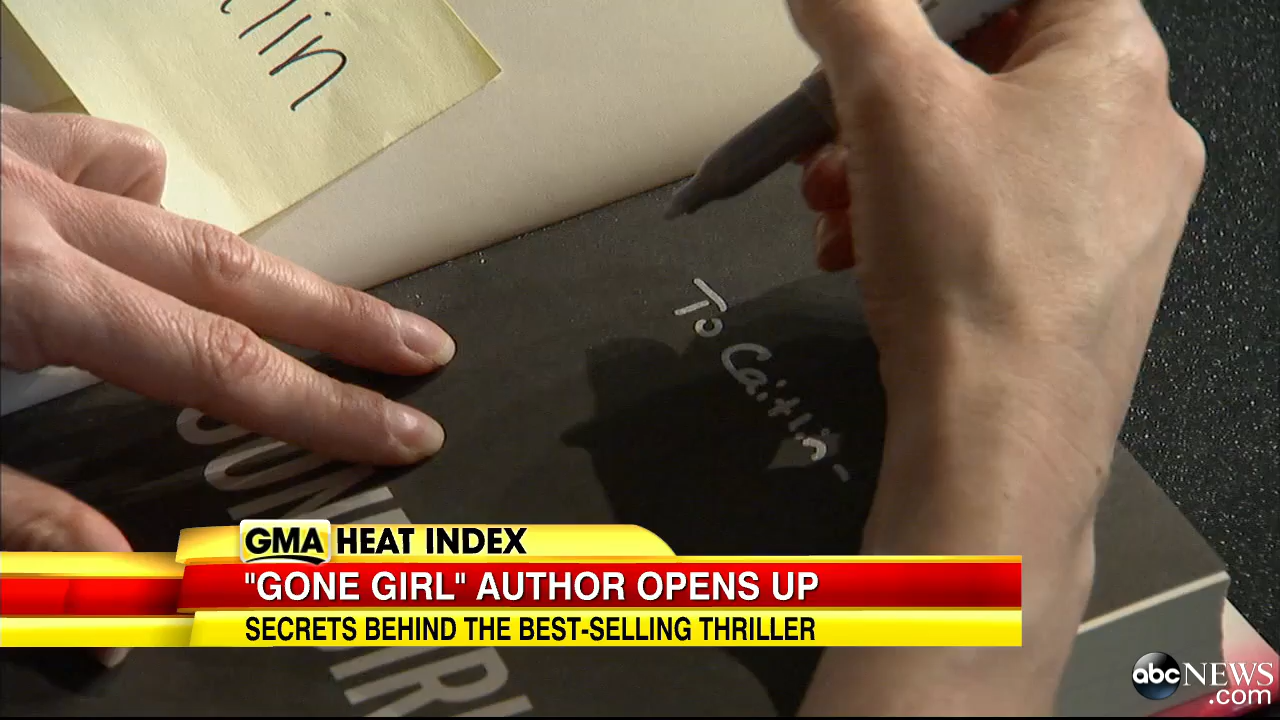 lin
To Caitlin-
GMA HEAT INDEX
"GONE GIRL" AUTHOR OPENS UP
SECRETS BEHIND THE BEST-SELLING THRILLER
abc NEWS
.com